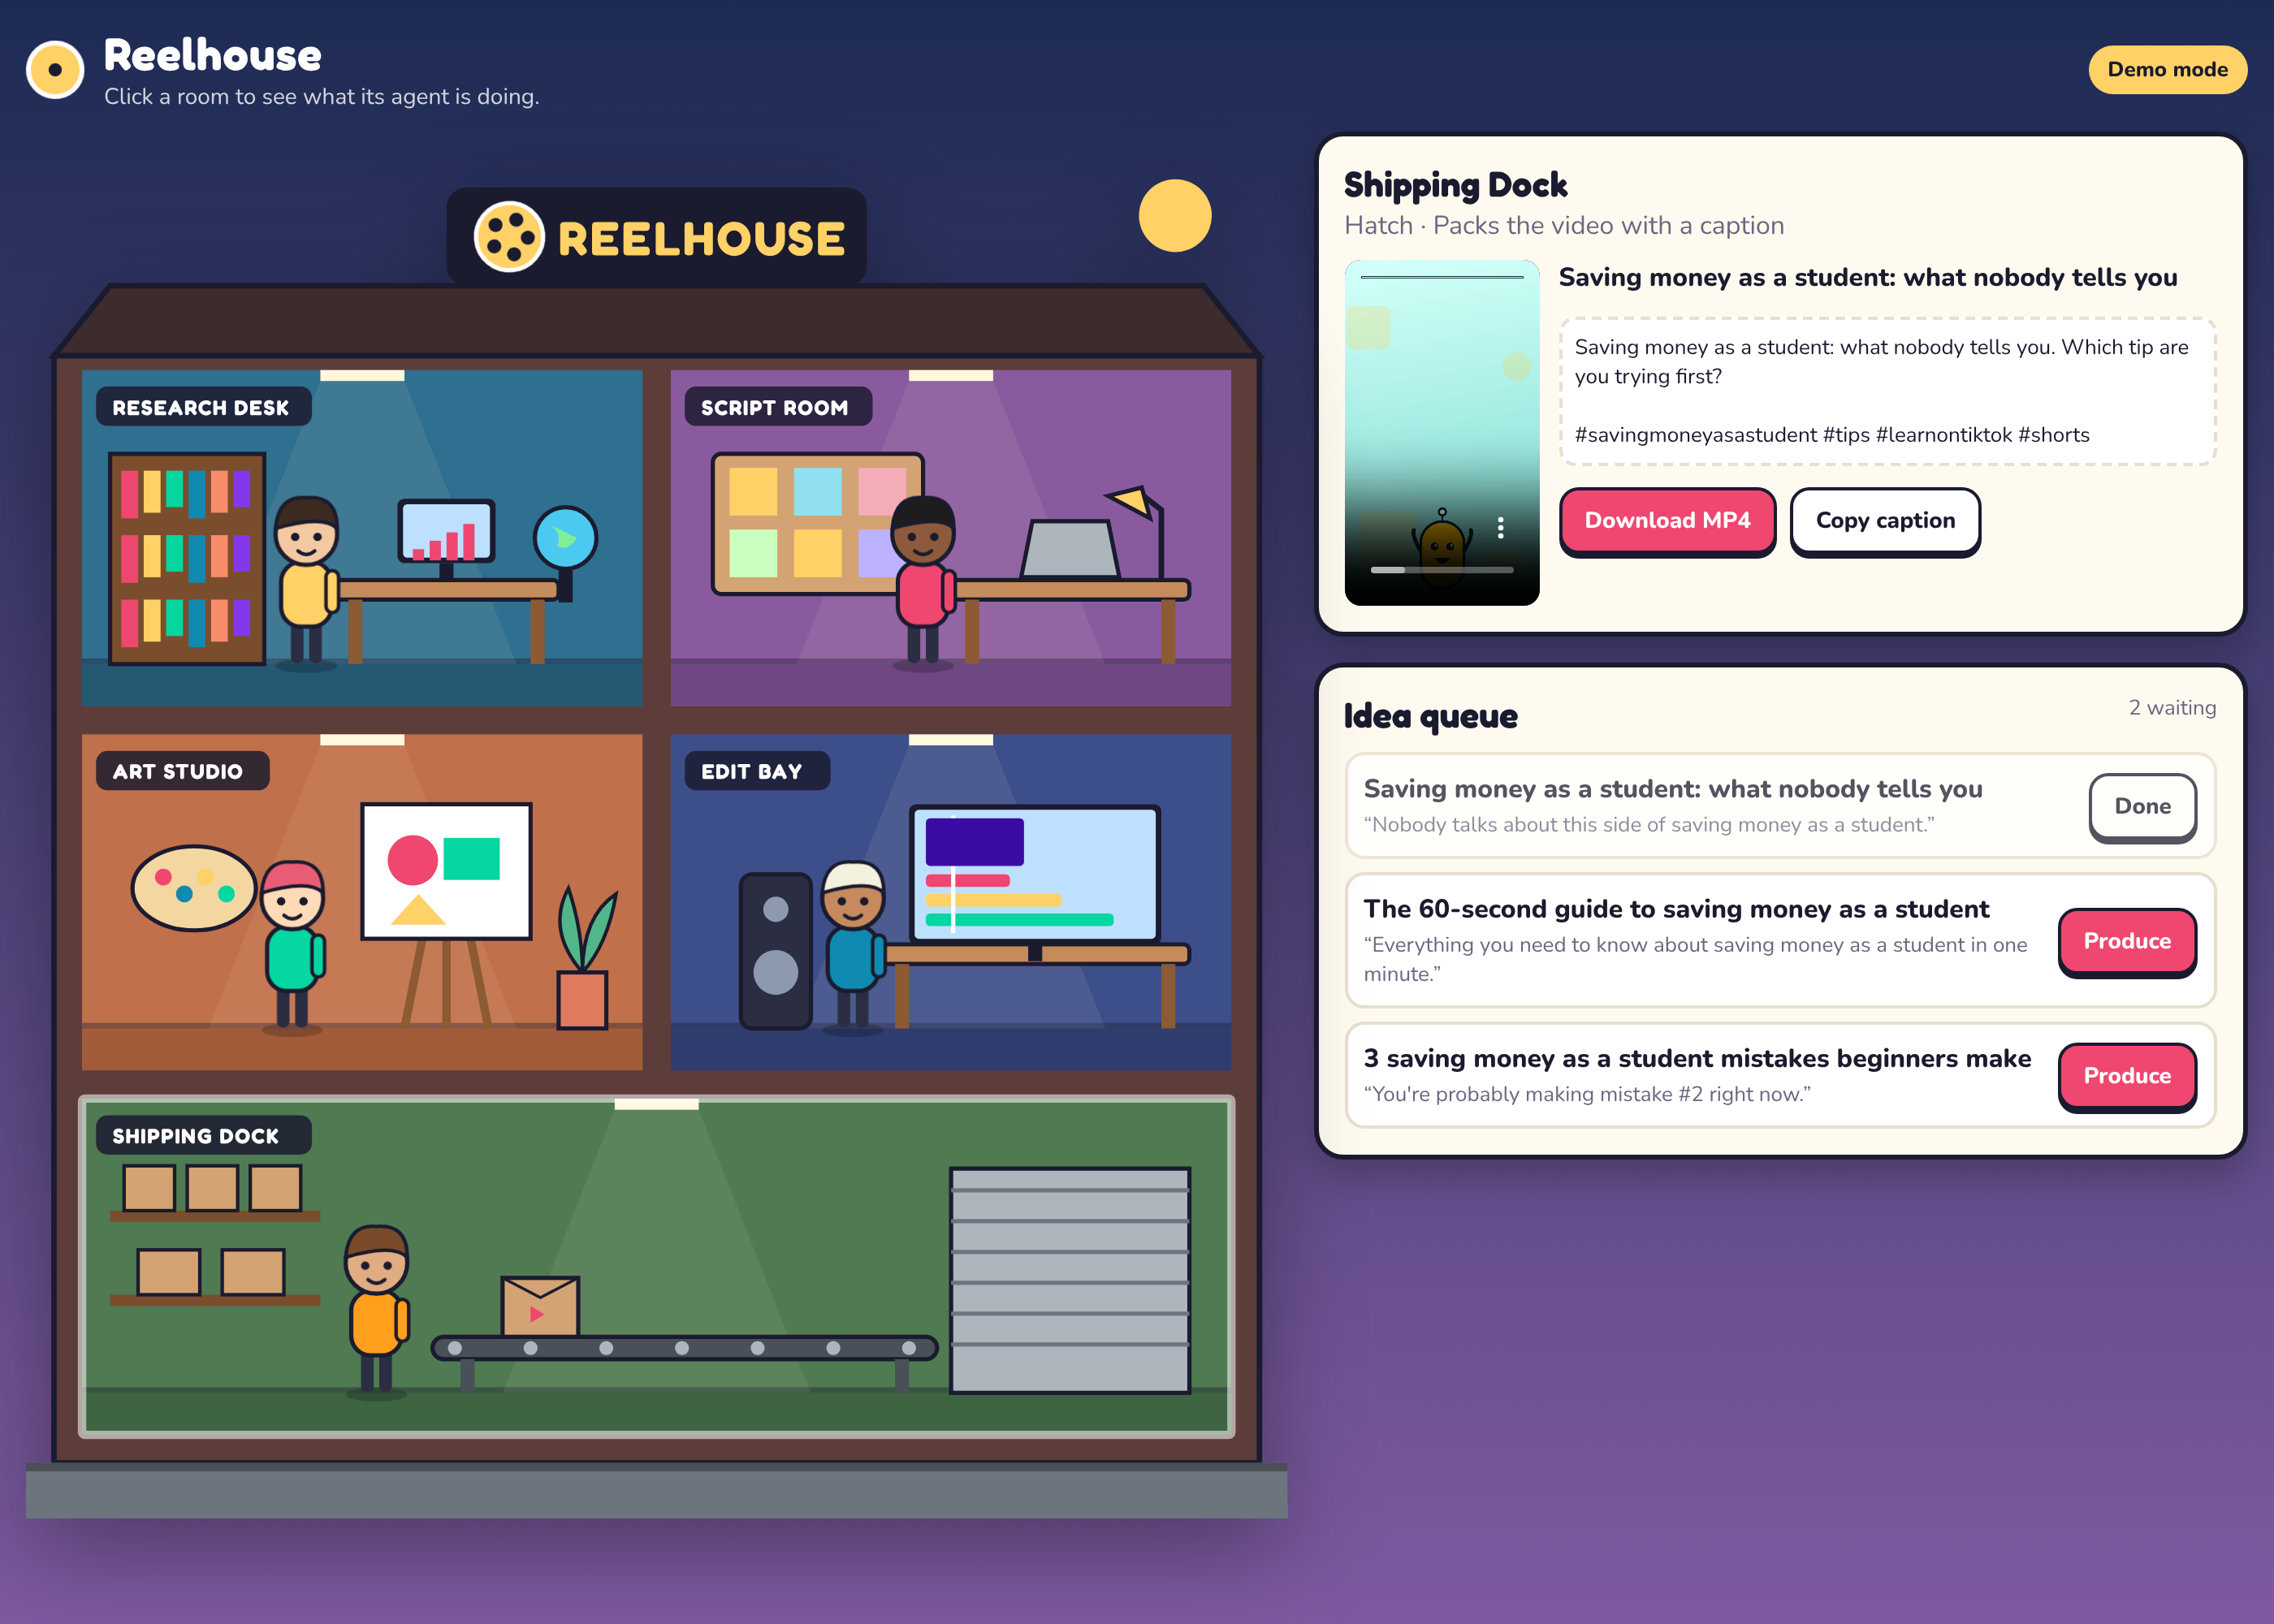 Reelhouse
Click a room to see what its agent is doing.
Demo mode
REELHOUSE
RESEARCH DESK
SCRIPT ROOM
ART STUDIO
EDIT BAY
SHIPPING DOCK
Shipping Dock
Hatch · Packs the video with a caption
Saving money as a student: what nobody tells you
Saving money as a student: what nobody tells you. Which tip are
you trying first?
#savingmoneyasastudent #tips #learnontiktok #shorts
Download MP4
Copy caption
Idea queue
2 waiting
Saving money as a student: what nobody tells you
“Nobody talks about this side of saving money as a student.”
Done
The 60-second guide to saving money as a student
“Everything you need to know about saving money as a student in one
minute.”
Produce
3 saving money as a student mistakes beginners make
“You're probably making mistake #2 right now.”
Produce